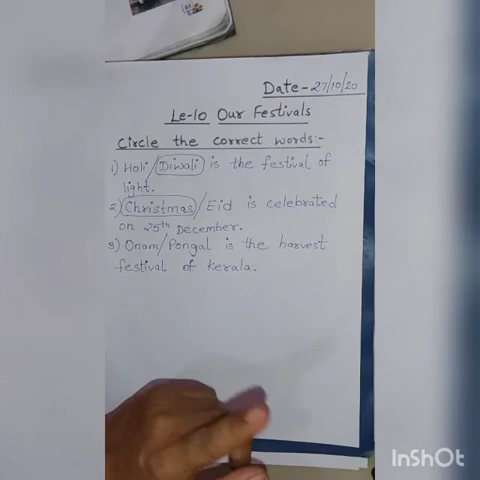 Date-27/10/20
Le-10 Our Festivals
Circle the correct words:-
1) Holi/Diwali is the festival of
light.
2) Christmas/Eid is celebrated
on 25th December.
3) Onam/Pongal is the harvest
festival of kerala.
InShOt